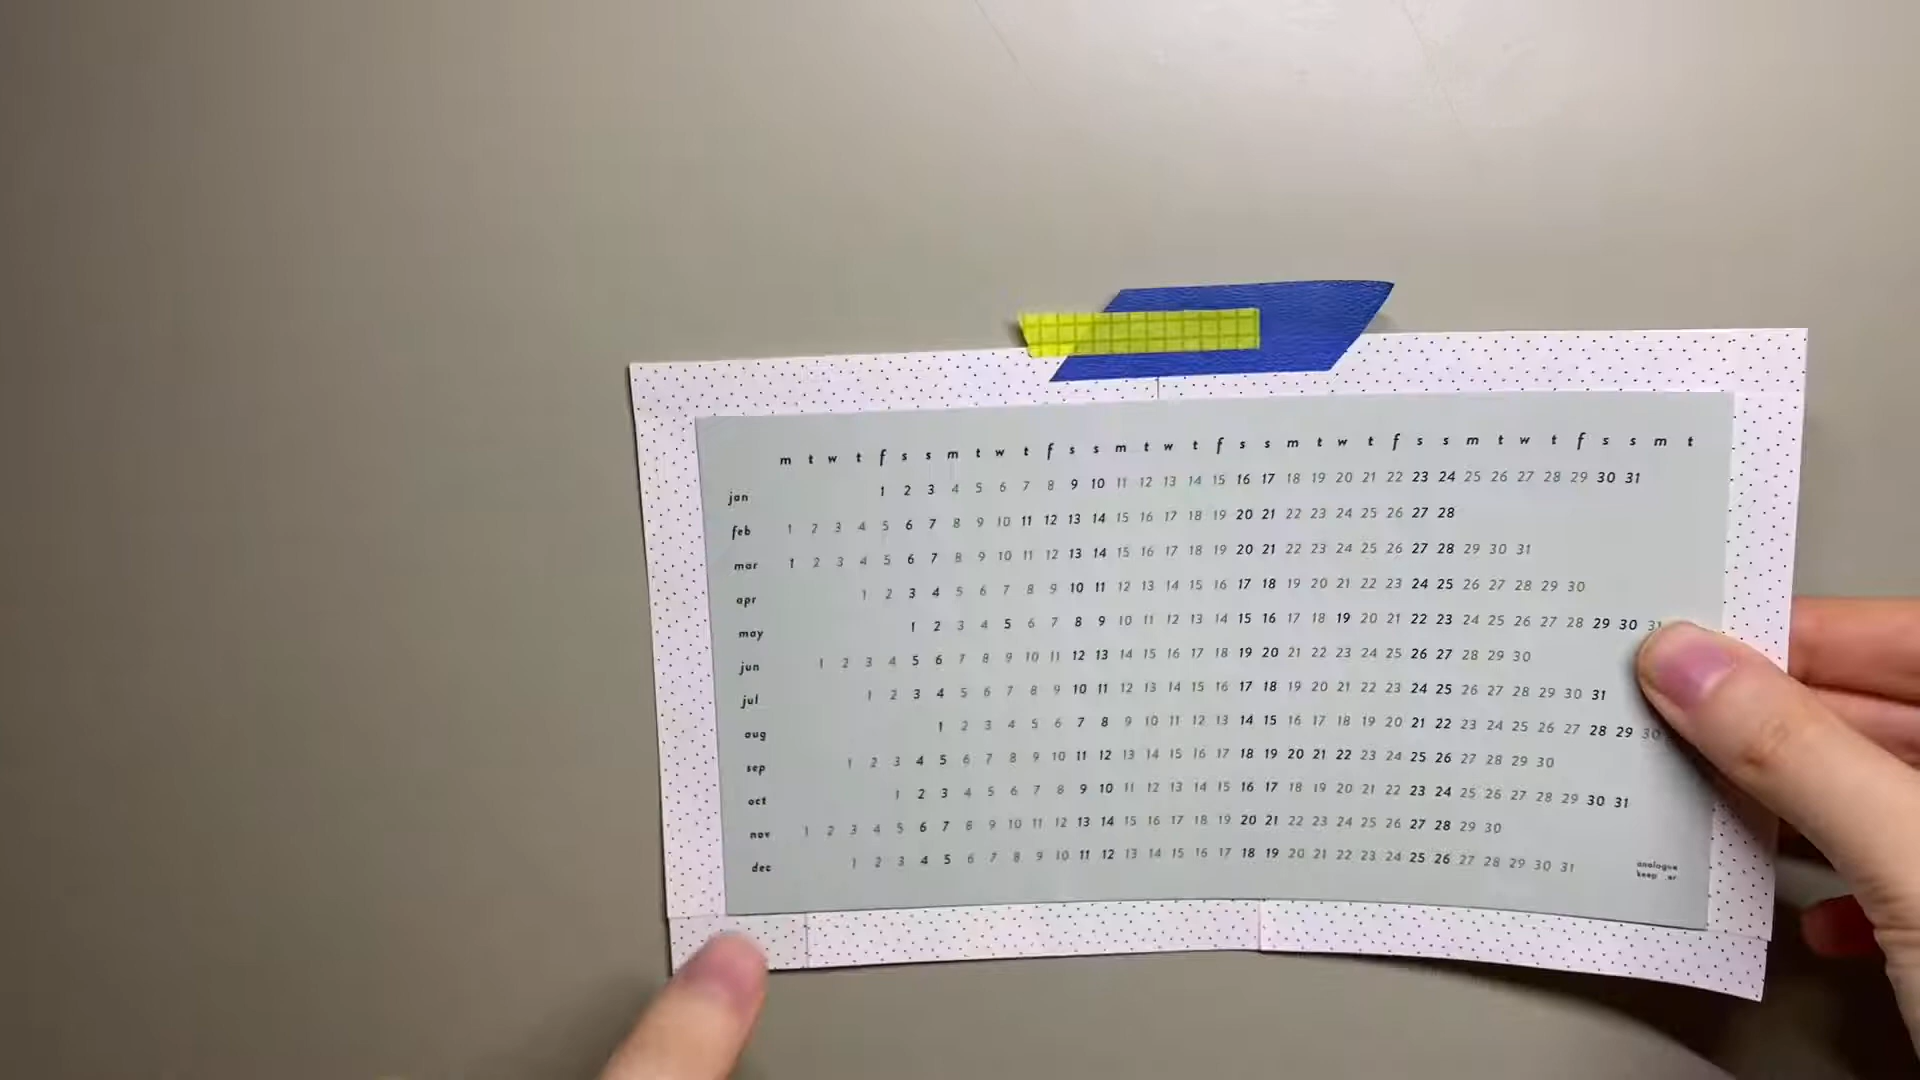 m t w t f s s m t w t f s s m t w t f s s m t w t f s s m t w t f s s m t
jan 1 2 3 4 5 6 7 8 9 10 11 12 13 14 15 16 17 18 19 20 21 22 23 24 25 26 27 28 29 30 31
feb 1 2 3 4 5 6 7 8 9 10 11 12 13 14 15 16 17 18 19 20 21 22 23 24 25 26 27 28
mar 1 2 3 4 5 6 7 8 9 10 11 12 13 14 15 16 17 18 19 20 21 22 23 24 25 26 27 28 29 30 31
apr 1 2 3 4 5 6 7 8 9 10 11 12 13 14 15 16 17 18 19 20 21 22 23 24 25 26 27 28 29 30
may 1 2 3 4 5 6 7 8 9 10 11 12 13 14 15 16 17 18 19 20 21 22 23 24 25 26 27 28 29 30 31
jun 1 2 3 4 5 6 7 8 9 10 11 12 13 14 15 16 17 18 19 20 21 22 23 24 25 26 27 28 29 30
jul 1 2 3 4 5 6 7 8 9 10 11 12 13 14 15 16 17 18 19 20 21 22 23 24 25 26 27 28 29 30 31
aug 1 2 3 4 5 6 7 8 9 10 11 12 13 14 15 16 17 18 19 20 21 22 23 24 25 26 27 28 29 30
sep 1 2 3 4 5 6 7 8 9 10 11 12 13 14 15 16 17 18 19 20 21 22 23 24 25 26 27 28 29 30
oct 1 2 3 4 5 6 7 8 9 10 11 12 13 14 15 16 17 18 19 20 21 22 23 24 25 26 27 28 29 30 31
nov 1 2 3 4 5 6 7 8 9 10 11 12 13 14 15 16 17 18 19 20 21 22 23 24 25 26 27 28 29 30
dec 1 2 3 4 5 6 7 8 9 10 11 12 13 14 15 16 17 18 19 20 21 22 23 24 25 26 27 28 29 30 31
analogue
keep er